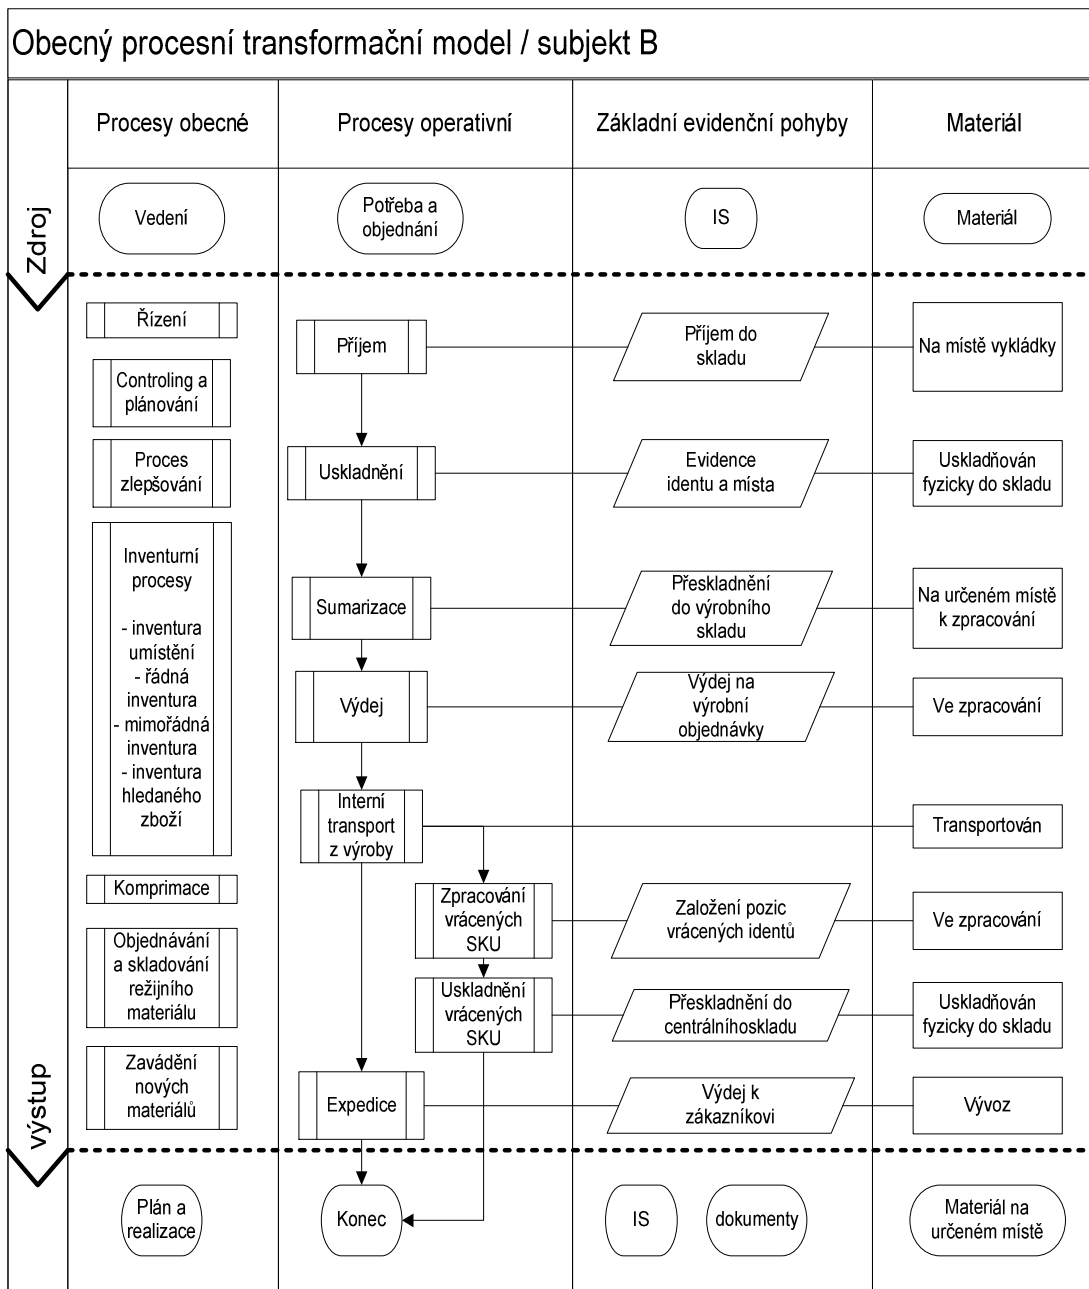 Obecný procesní transformační model / subjekt B
Procesy obecné
Procesy operativní
Základní evidenční pohyby
Materiál
Zdroj
Vedení
Potřeba a
objednání
IS
Materiál
Řízení
Controling a
plánování
Proces
zlepšování
Inventurní
procesy
- inventura
umístění
- řádná
inventura
- mimořádná
inventura
- inventura
hledaného
zboží
Komprimace
Objednávání
a skladování
režijního
materiálu
Zavádění
nových
materiálů
Příjem
Příjem do
skladu
Na místě vykládky
Uskladnění
Evidence
identu a místa
Uskladňován
fyzicky do skladu
Sumarizace
Přeskladnění
do výrobního
skladu
Na určeném místě
k zpracování
Výdej
Výdej na
výrobní
objednávky
Ve zpracování
Interní
transport
z výroby
Transportován
Zpracování
vrácených
SKU
Založení pozic
vrácených identů
Ve zpracování
Uskladnění
vrácených
SKU
Přeskladnění do
centrálníhoskladu
Uskladňován
fyzicky do skladu
Expedice
Výdej k
zákazníkovi
Vývoz
výstup
Plán a
realizace
Konec
IS
dokumenty
Materiál na
určeném místě